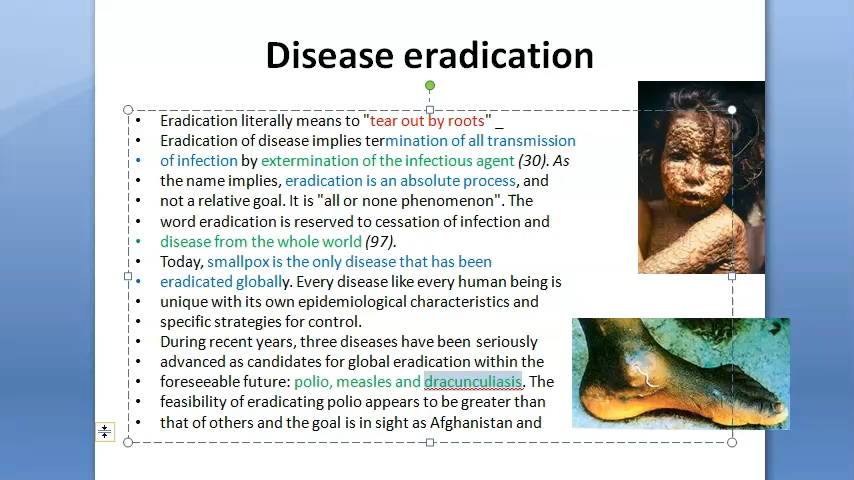 Disease eradication
• Eradication literally means to "tear out by roots" _
• Eradication of disease implies termination of all transmission
• of infection by extermination of the infectious agent (30). As
• the name implies, eradication is an absolute process, and
• not a relative goal. It is "all or none phenomenon". The
• word eradication is reserved to cessation of infection and
• disease from the whole world (97).
• Today, smallpox is the only disease that has been
• eradicated globally. Every disease like every human being is
• unique with its own epidemiological characteristics and
• specific strategies for control.
• During recent years, three diseases have been seriously
• advanced as candidates for global eradication within the
• foreseeable future: polio, measles and dracunculiasis. The
• feasibility of eradicating polio appears to be greater than
• that of others and the goal is in sight as Afghanistan and